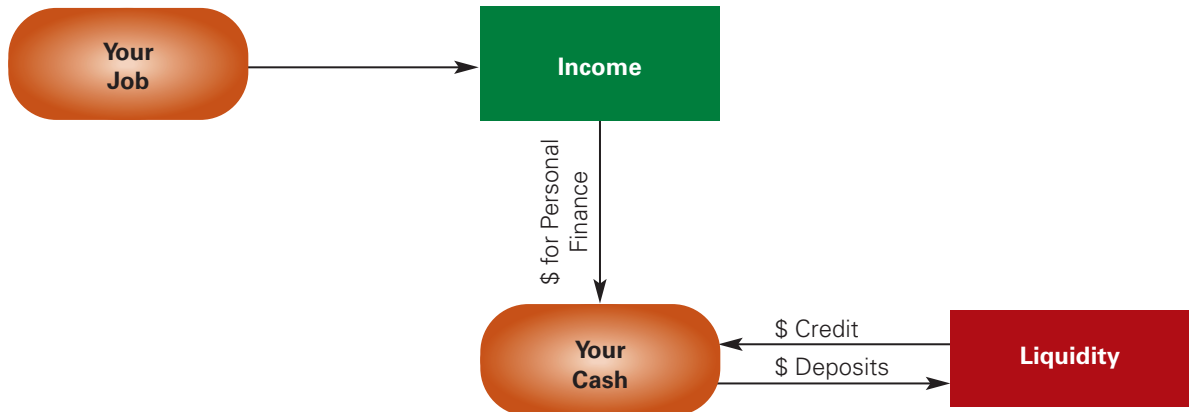 Your
Job
Income
$ for Personal
Finance
Your
Cash
$ Credit
$ Deposits
Liquidity